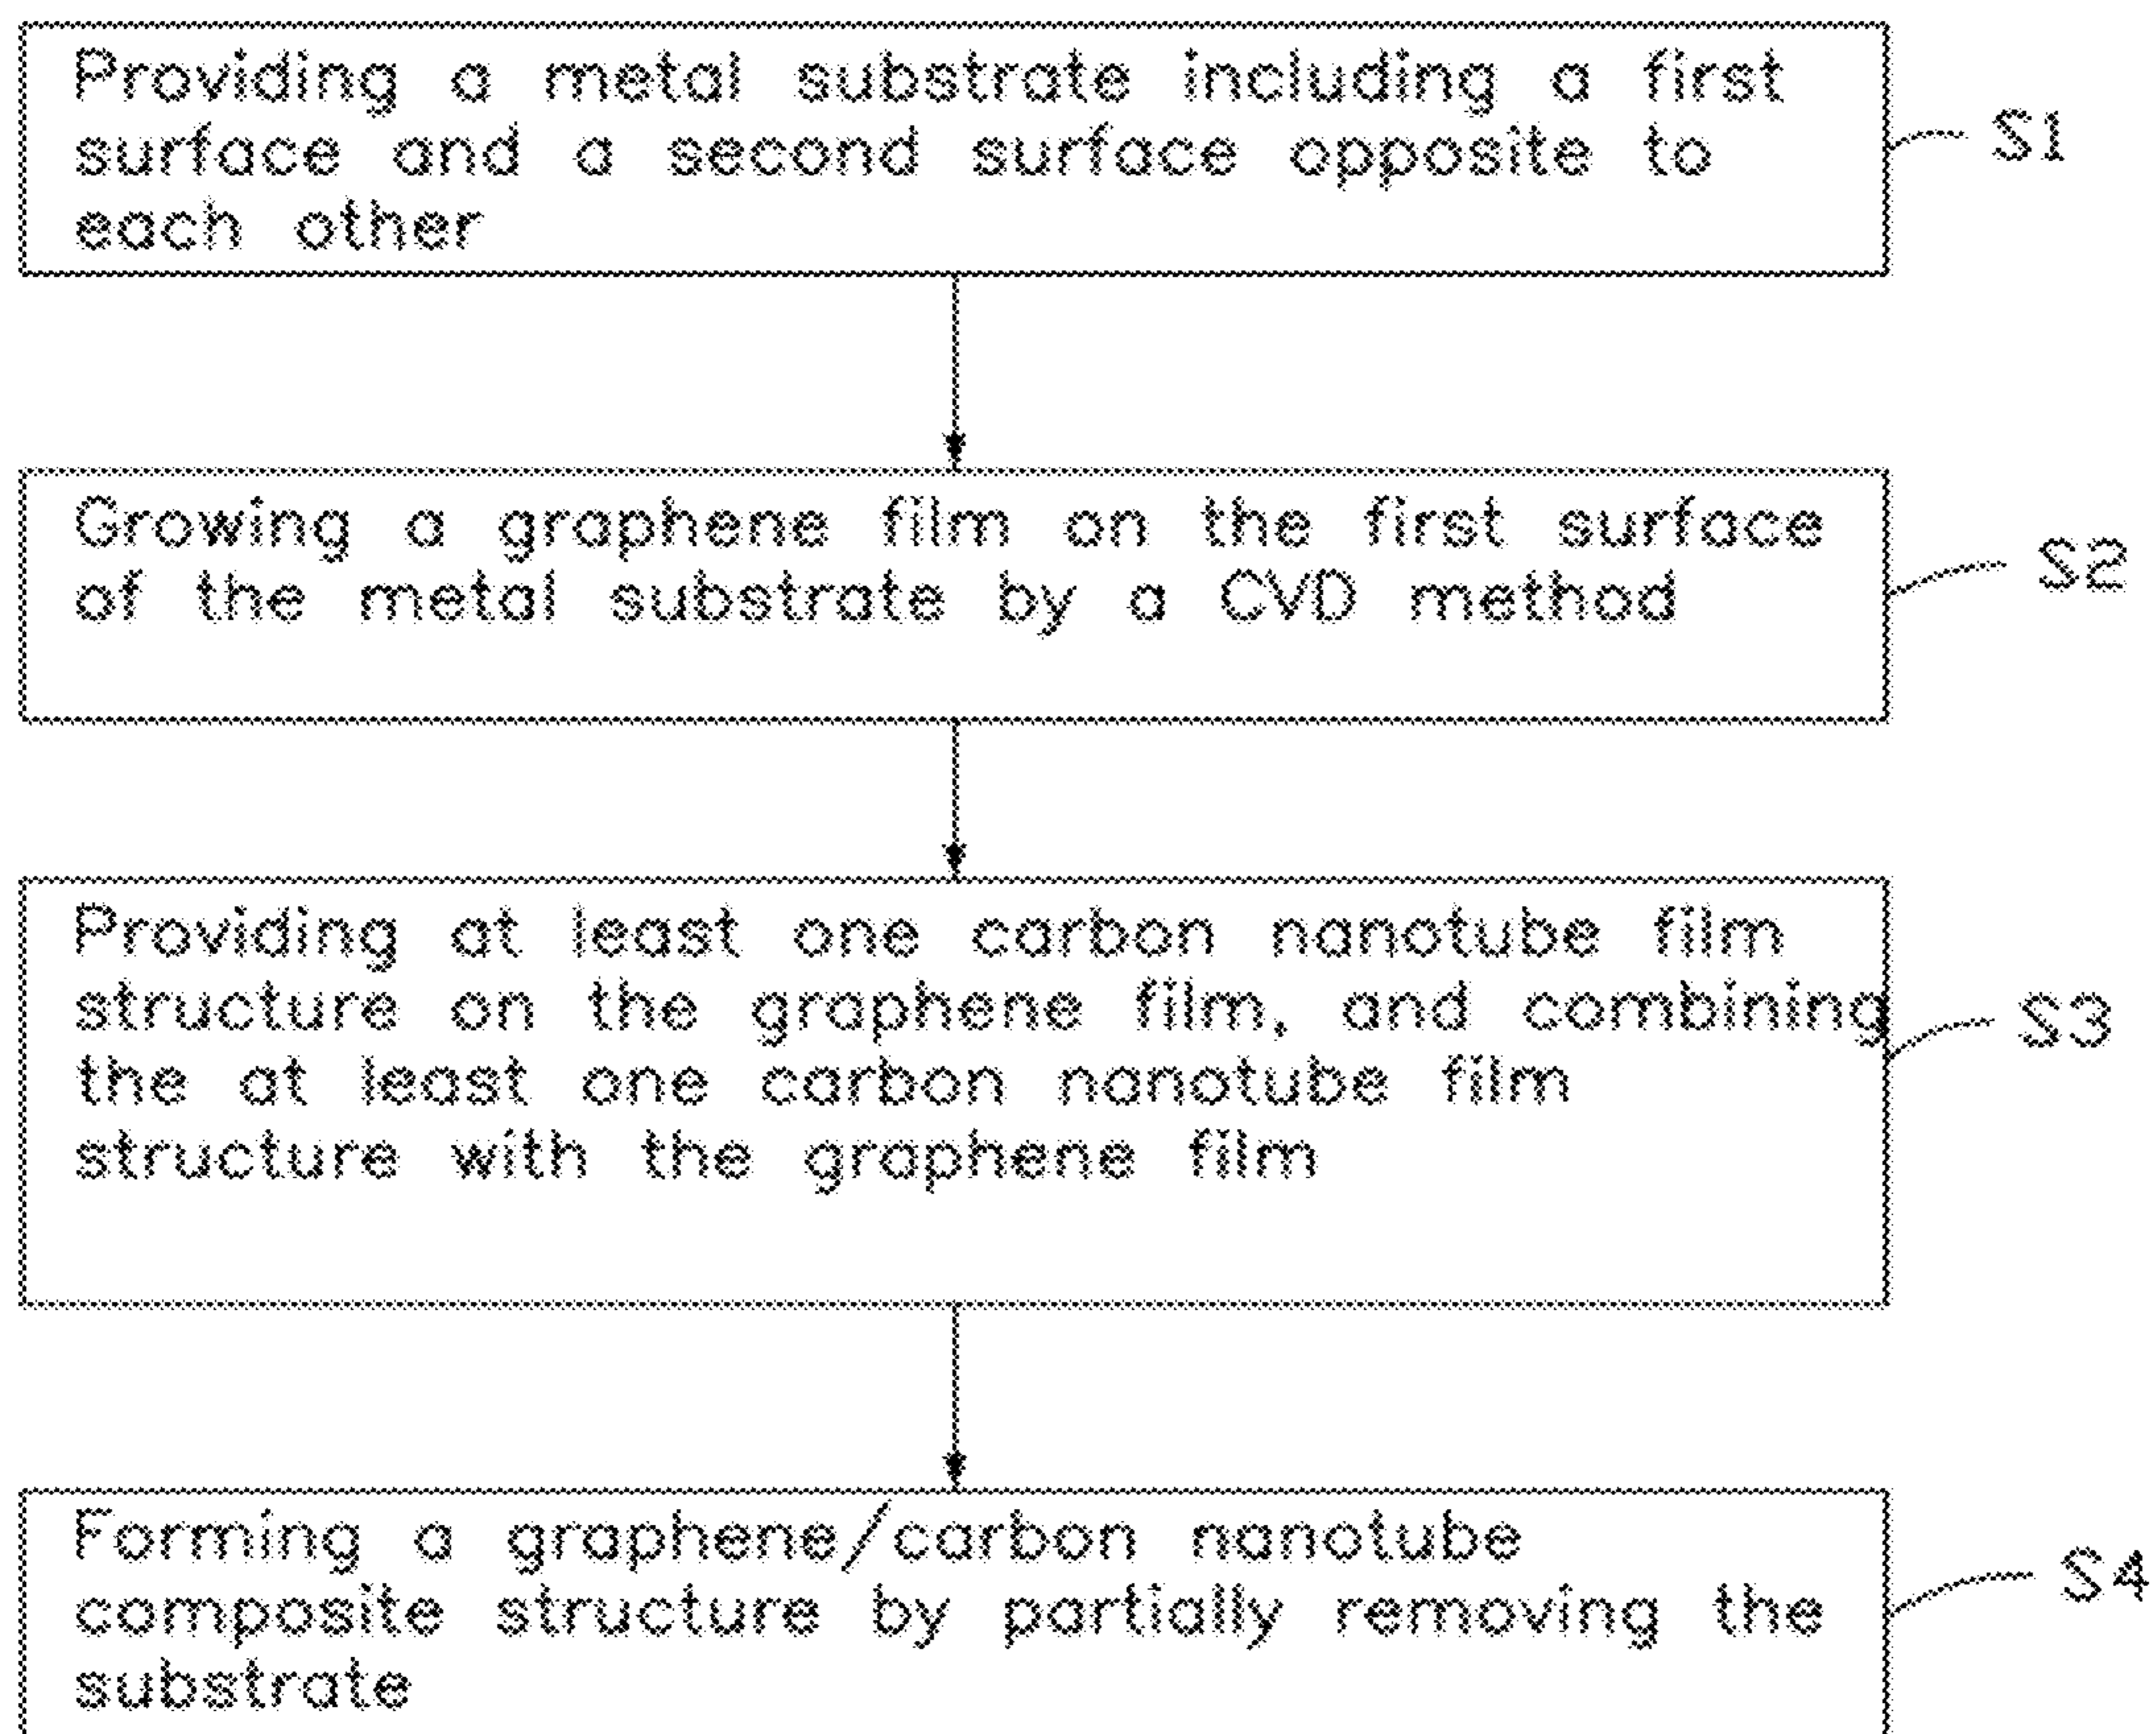 Providing a metal substrate including a first
surface and a second surface opposite to
each other
S1
Growing a graphene film on the first surface
of the metal substrate by a CVD method
S2
Providing at least one carbon nanotube film
structure on the graphene film, and combining
the at least one carbon nanotube film
structure with the graphene film
S3
Forming a graphene/carbon nanotube
composite structure by partially removing the
substrate
S4